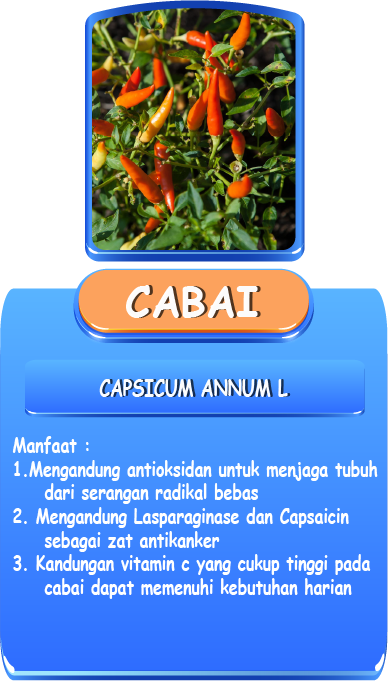 CABAI
CAPSICUM ANNUM L
Manfaat :
1.Mengandung antioksidan untuk menjaga tubuh
dari serangan radikal bebas
2. Mengandung Lasparaginase dan Capsaicin
sebagai zat antikanker
3. Kandungan vitamin c yang cukup tinggi pada
cabai dapat memenuhi kebutuhan harian